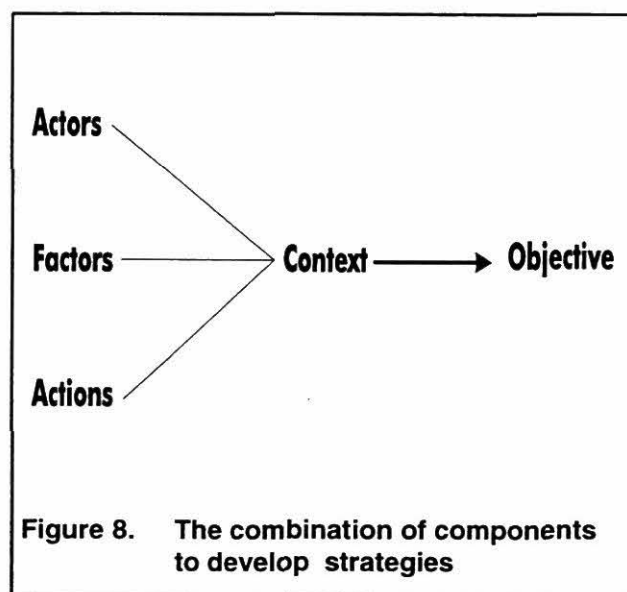 Actors
Factors
Context
Objective
Actions
Figure 8. The combination of components
to develop strategies